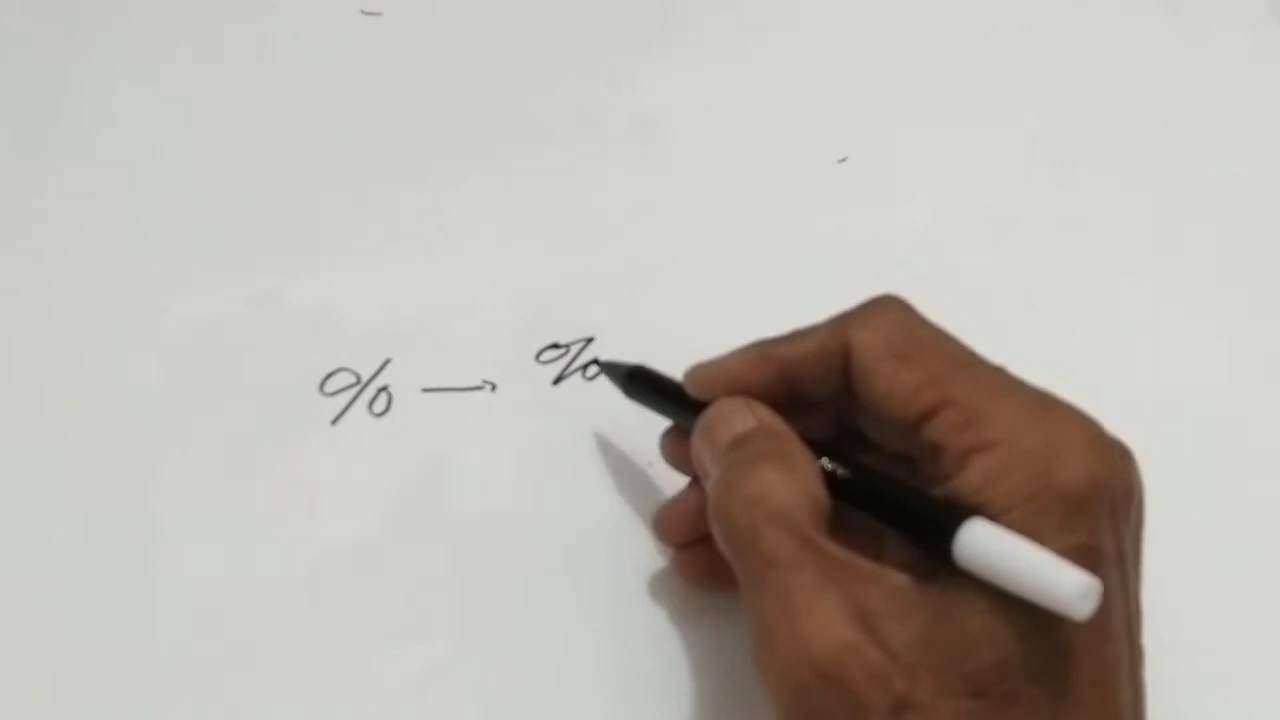 % → %